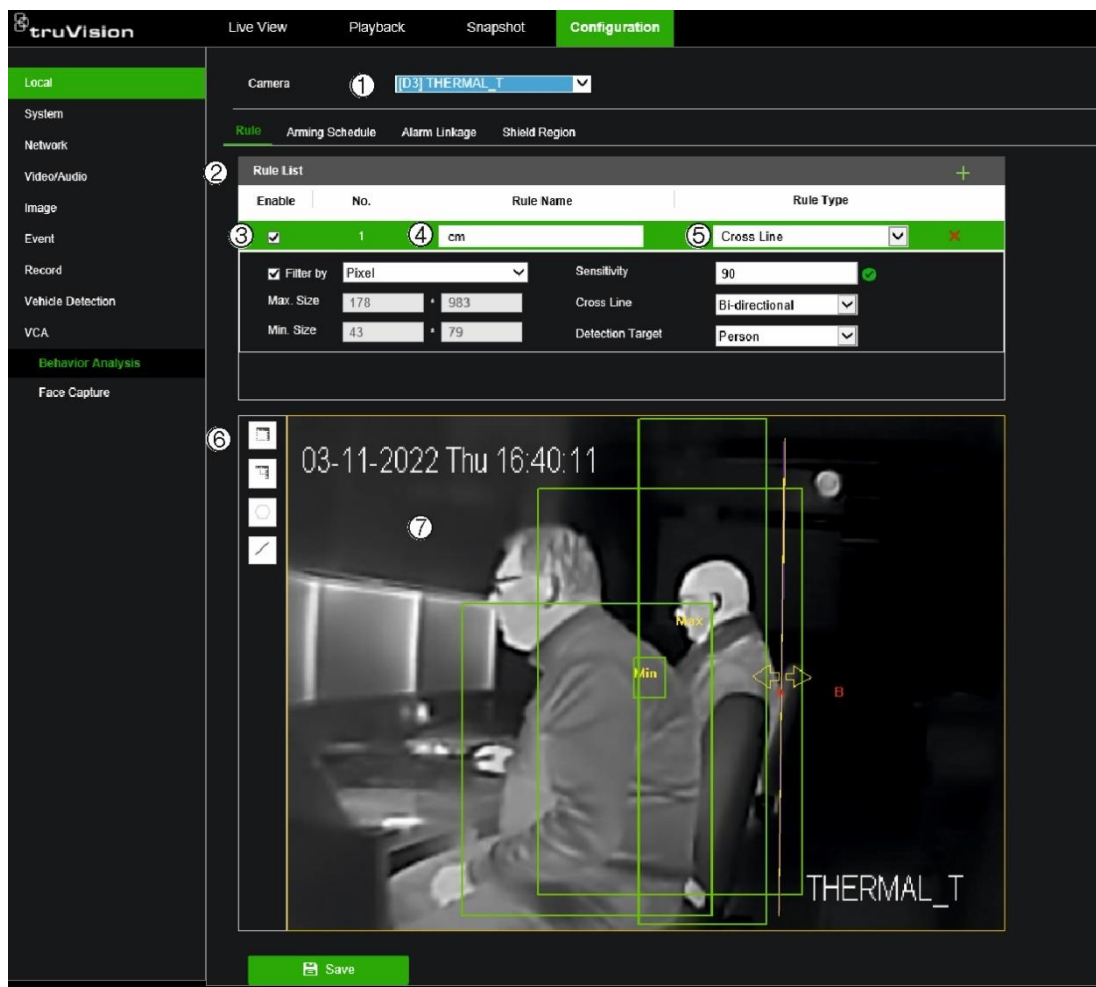 truVision Live View Playback Snapshot Configuration
Local
System
Network
Video/Audio
Image
Event
Record
Vehicle Detection
VCA
Behavior Analysis
Face Capture
Camera ① [D3] THERMAL_T
Rule Arming Schedule Alarm Linkage Shield Region
② Rule List +
Enable No. Rule Name Rule Type
③ 1 ④ cm ⑤ Cross Line
Filter by Pixel Sensitivity 90
Max. Size 178 * 983 Cross Line Bi-directional
Min. Size 43 * 79 Detection Target Person
⑥
03-11-2022 Thu 16:40:11
⑦
Max
Min
A B
THERMAL_T
Save